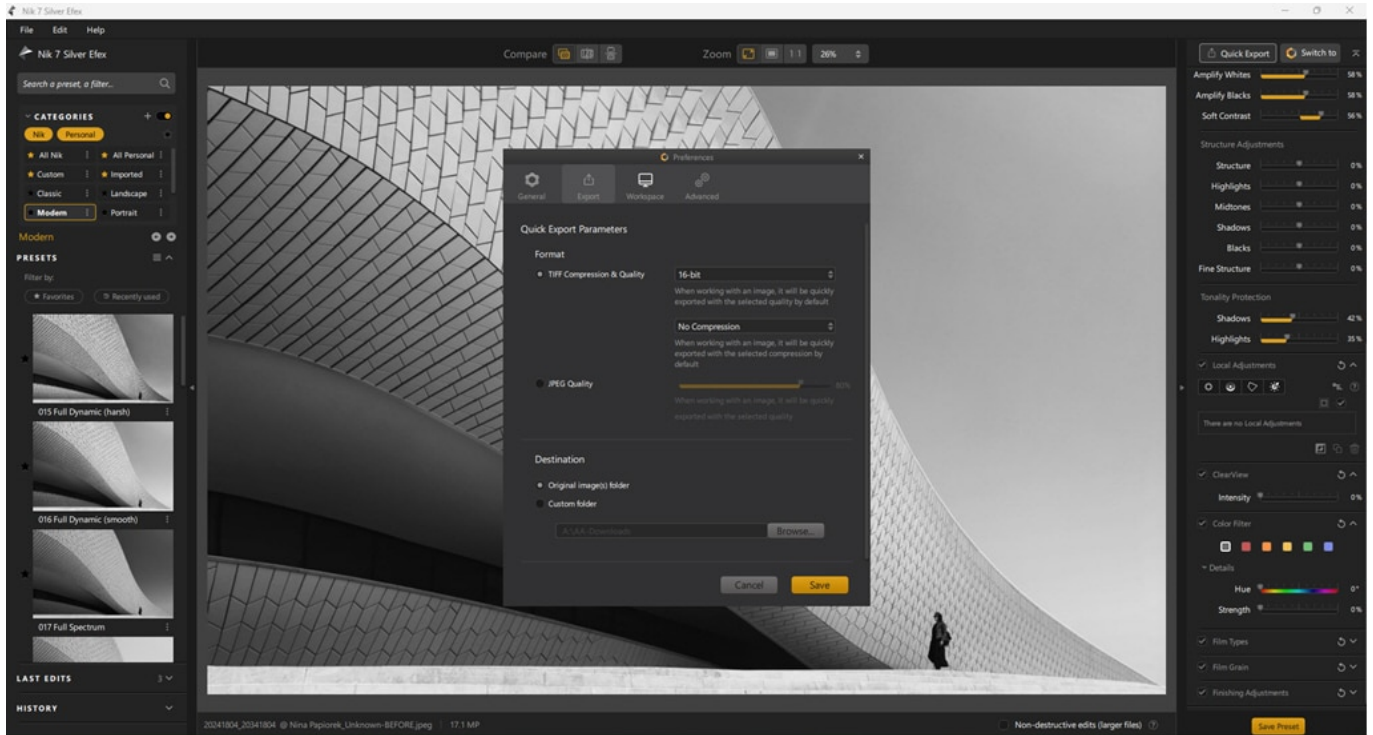 Nik 7 Silver Efex
File Edit Help
Nik 7 Silver Efex
Search a preset, a filter...
CATEGORIES
Nik Personal
All Nik All Personal
Custom Imported
Classic Landscape
Modern Portrait
Modern
PRESETS
Filter by:
Favorites Recently used
015 Full Dynamic (harsh)
016 Full Dynamic (smooth)
017 Full Spectrum
LAST EDITS 3
HISTORY
Compare Zoom 1:1 26%
Preferences
General Export Workspace Advanced
Quick Export Parameters
Format
TIFF Compression & Quality 16-bit
When working with an image, it will be quickly
exported with the selected quality by default
No Compression
When working with an image, it will be quickly
exported with the selected compression by
default
JPEG Quality 80%
When working with an image, it will be quickly
exported with the selected quality
Destination
Original image(s) folder
Custom folder
A:\AA-Downloads Browse...
Cancel Save
20241804_20341804 @ Nina Papiorek_Unknown-BEFORE.jpeg 17.1 MP
Non-destructive edits (larger files)
Quick Export Switch to
Amplify Whites 58%
Amplify Blacks 58%
Soft Contrast 56%
Structure Adjustments
Structure 0%
Highlights 0%
Midtones 0%
Shadows 0%
Blacks 0%
Fine Structure 0%
Tonality Protection
Shadows 42%
Highlights 35%
Local Adjustments
There are no Local Adjustments
ClearView
Intensity 0%
Color Filter
Details
Hue 0°
Strength 0%
Film Types
Film Grain
Finishing Adjustments
Save Preset